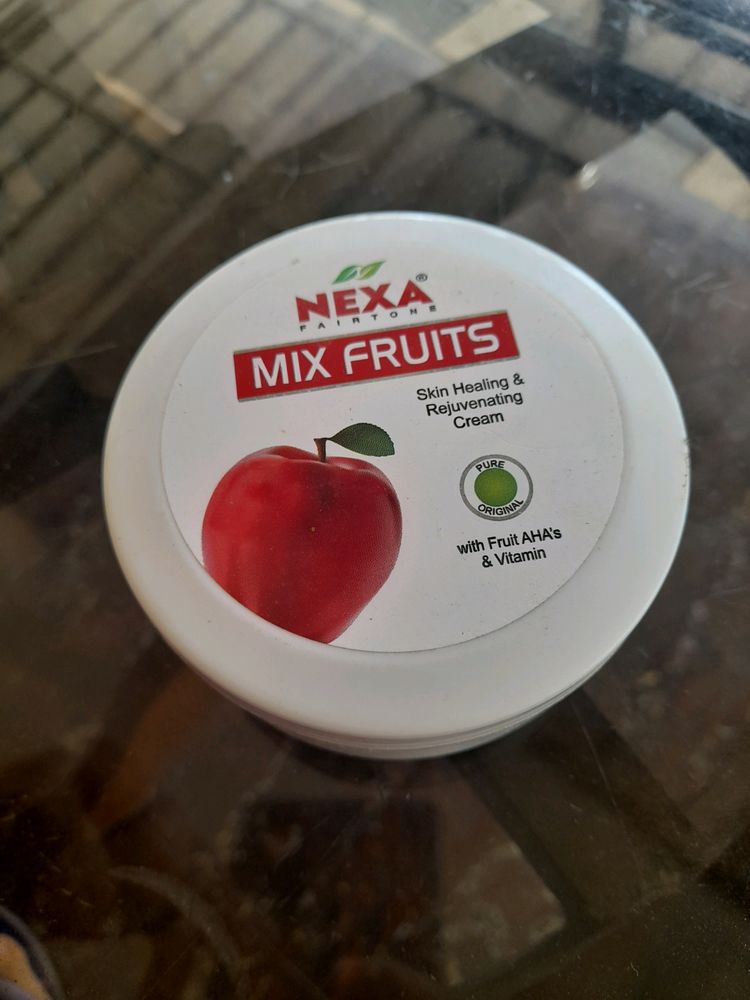 NEXA®
FAIRTONE
MIX FRUITS
Skin Healing &
Rejuvenating
Cream
PURE
ORIGINAL
with Fruit AHA's
& Vitamin